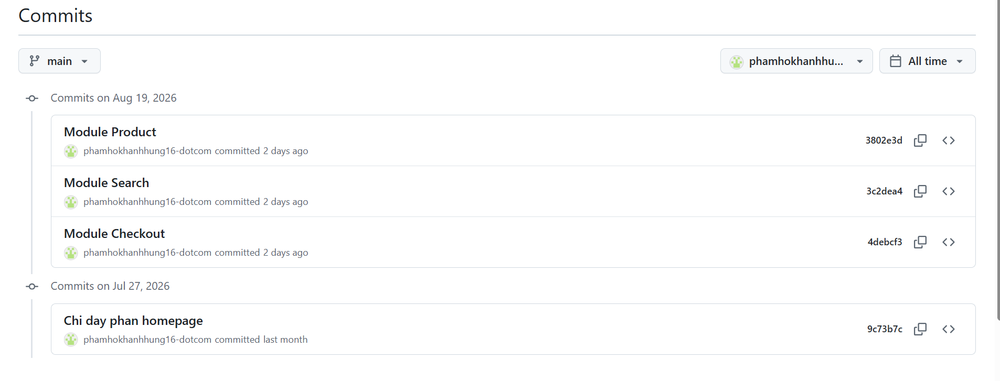 Commits
main
phamhokhanhhu...
All time
Commits on Aug 19, 2026
Module Product
3802e3d
phamhokhanhhung16-dotcom committed 2 days ago
Module Search
3c2dea4
phamhokhanhhung16-dotcom committed 2 days ago
Module Checkout
4debcf3
phamhokhanhhung16-dotcom committed 2 days ago
Commits on Jul 27, 2026
Chi day phan homepage
9c73b7c
phamhokhanhhung16-dotcom committed last month